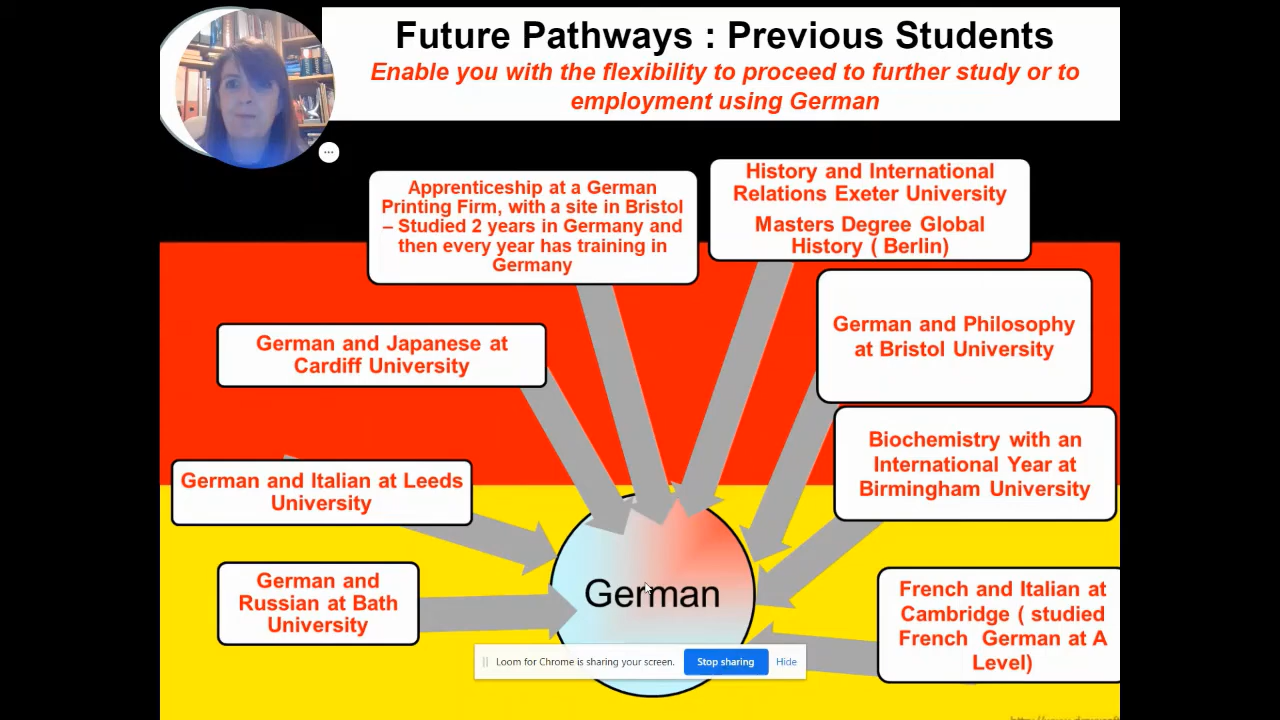 Future Pathways : Previous Students
Enable you with the flexibility to proceed to further study or to
employment using German
Apprenticeship at a German
Printing Firm, with a site in Bristol
– Studied 2 years in Germany and
then every year has training in
Germany
History and International
Relations Exeter University
Masters Degree Global
History ( Berlin)
German and Japanese at
Cardiff University
German and Philosophy
at Bristol University
German and Italian at Leeds
University
Biochemistry with an
International Year at
Birmingham University
German and
Russian at Bath
University
German
French and Italian at
Cambridge ( studied
French German at A
Level)
Loom for Chrome is sharing your screen.
Stop sharing
Hide